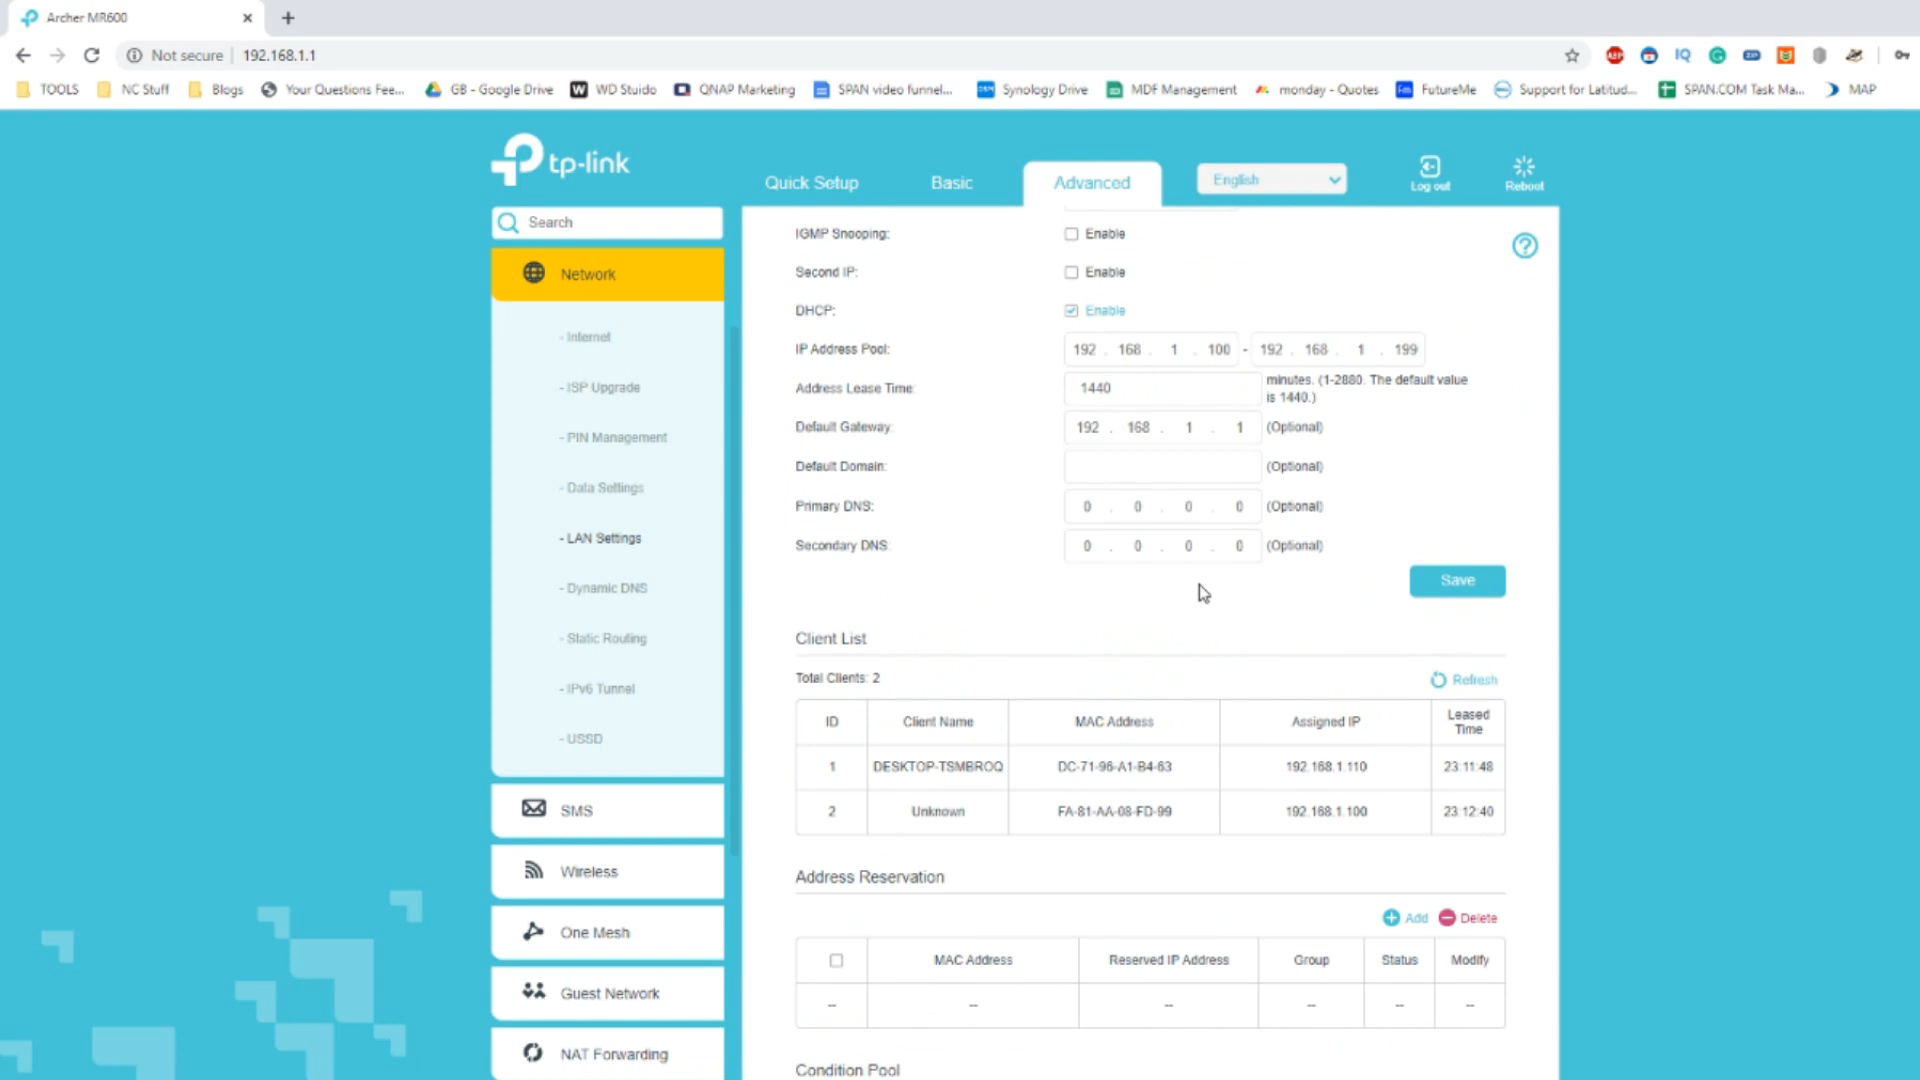 Archer MR600
Not secure 192.168.1.1
TOOLS NC Stuff Blogs Your Questions Fee... GB - Google Drive WD Stuido QNAP Marketing SPAN video funnel... Synology Drive MDF Management monday - Quotes FutureMe Support for Latitud... SPAN.COM Task Ma... MAP
tp-link
Quick Setup Basic Advanced English Log out Reboot
Search
Network
- Internet
- ISP Upgrade
- PIN Management
- Data Settings
- LAN Settings
- Dynamic DNS
- Static Routing
- IPv6 Tunnel
- USSD
SMS
Wireless
One Mesh
Guest Network
NAT Forwarding
IGMP Snooping: Enable
Second IP: Enable
DHCP: Enable
IP Address Pool: 192 . 168 . 1 . 100 - 192 . 168 . 1 . 199
Address Lease Time: 1440 minutes. (1-2880. The default value
is 1440.)
Default Gateway: 192 . 168 . 1 . 1 (Optional)
Default Domain: (Optional)
Primary DNS: 0 . 0 . 0 . 0 (Optional)
Secondary DNS: 0 . 0 . 0 . 0 (Optional)
Save
Client List
Total Clients: 2 Refresh
ID Client Name MAC Address Assigned IP Leased Time
1 DESKTOP-TSMBROQ DC-71-96-A1-B4-63 192.168.1.110 23:11:48
2 Unknown FA-81-AA-08-FD-99 192.168.1.100 23:12:40
Address Reservation
Add Delete
MAC Address Reserved IP Address Group Status Modify
-- -- -- -- -- --
Condition Pool